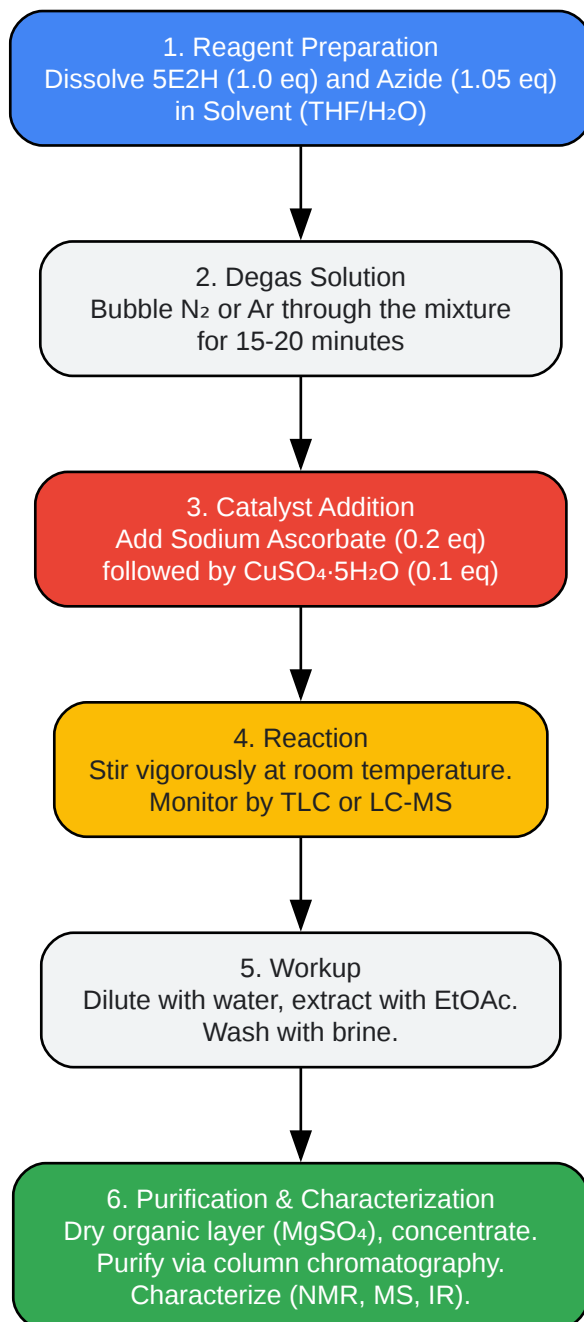 1. Reagent Preparation
Dissolve 5E2H (1.0 eq) and Azide (1.05 eq)
in Solvent (THF/H₂O)
2. Degas Solution
Bubble N₂ or Ar through the mixture
for 15-20 minutes
3. Catalyst Addition
Add Sodium Ascorbate (0.2 eq)
followed by CuSO₄·5H₂O (0.1 eq)
4. Reaction
Stir vigorously at room temperature.
Monitor by TLC or LC-MS
5. Workup
Dilute with water, extract with EtOAc.
Wash with brine.
6. Purification & Characterization
Dry organic layer (MgSO₄), concentrate.
Purify via column chromatography.
Characterize (NMR, MS, IR).